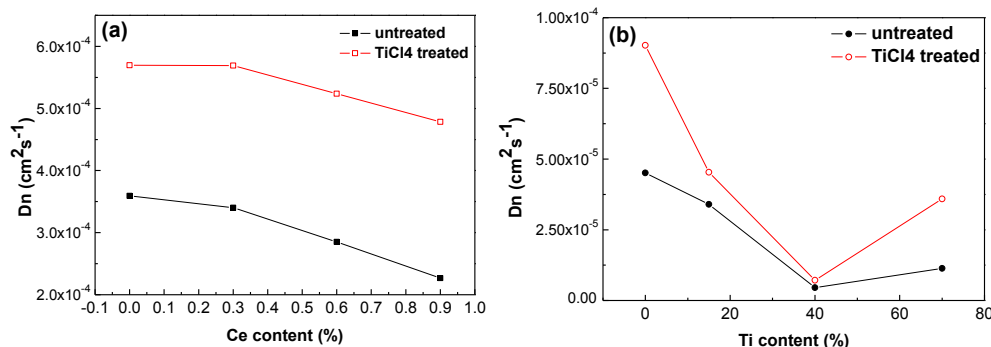 (a)
untreated
TiCl4 treated
6.0x10⁻⁴
5.0x10⁻⁴
4.0x10⁻⁴
3.0x10⁻⁴
2.0x10⁻⁴
Dn (cm²s⁻¹)
-0.1 0.0 0.1 0.2 0.3 0.4 0.5 0.6 0.7 0.8 0.9 1.0
Ce content (%)
(b)
untreated
TiCl4 treated
1.00x10⁻⁴
7.50x10⁻⁵
5.00x10⁻⁵
2.50x10⁻⁵
0.00
Dn (cm²s⁻¹)
0 20 40 60 80
Ti content (%)